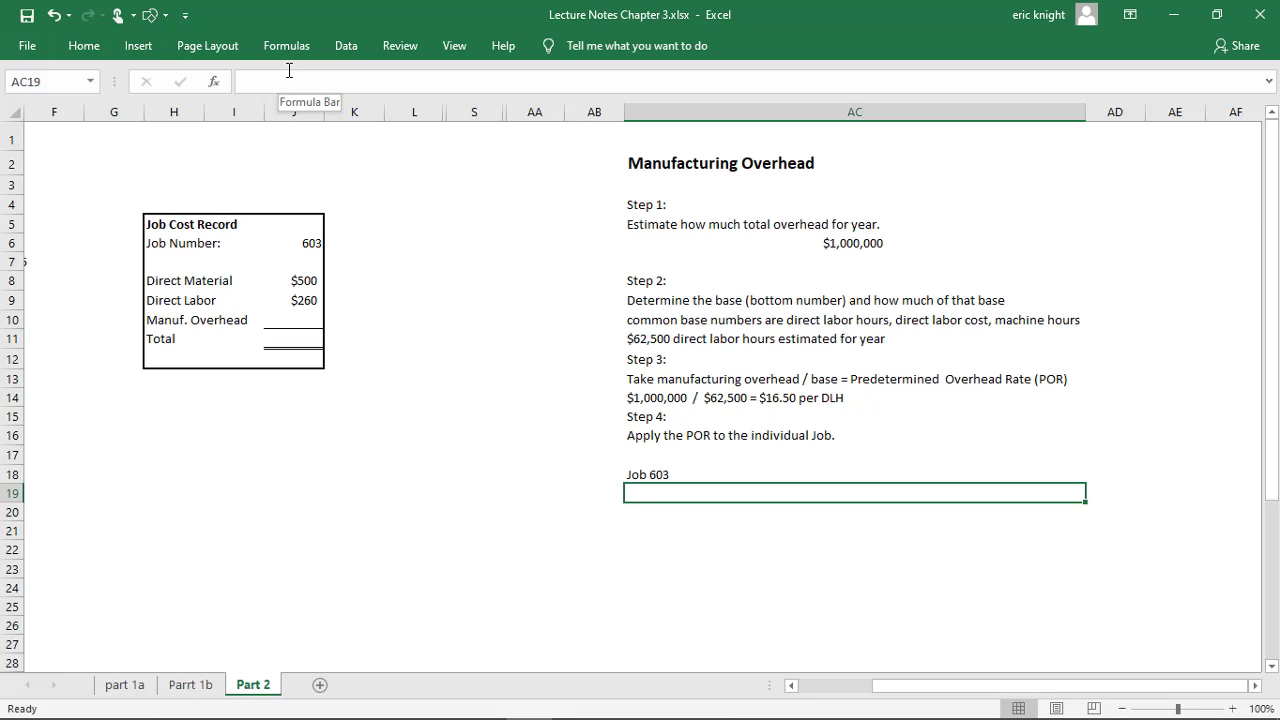 Lecture Notes Chapter 3.xlsx - Excel
eric knight
File Home Insert Page Layout Formulas Data Review View Help Tell me what you want to do Share
AC19 fx
Formula Bar
F G H I J K L S AA AB AC AD AE AF
1
2 Manufacturing Overhead
3
4 Step 1:
5 Job Cost Record Estimate how much total overhead for year.
6 Job Number: 603 $1,000,000
7
8 Direct Material $500 Step 2:
9 Direct Labor $260 Determine the base (bottom number) and how much of that base
10 Manuf. Overhead common base numbers are direct labor hours, direct labor cost, machine hours
11 Total $62,500 direct labor hours estimated for year
12 Step 3:
13 Take manufacturing overhead / base = Predetermined Overhead Rate (POR)
14 $1,000,000 / $62,500 = $16.50 per DLH
15 Step 4:
16 Apply the POR to the individual Job.
17
18 Job 603
19
20
21
22
23
24
25
26
27
28
part 1a Parrt 1b Part 2
Ready 100%